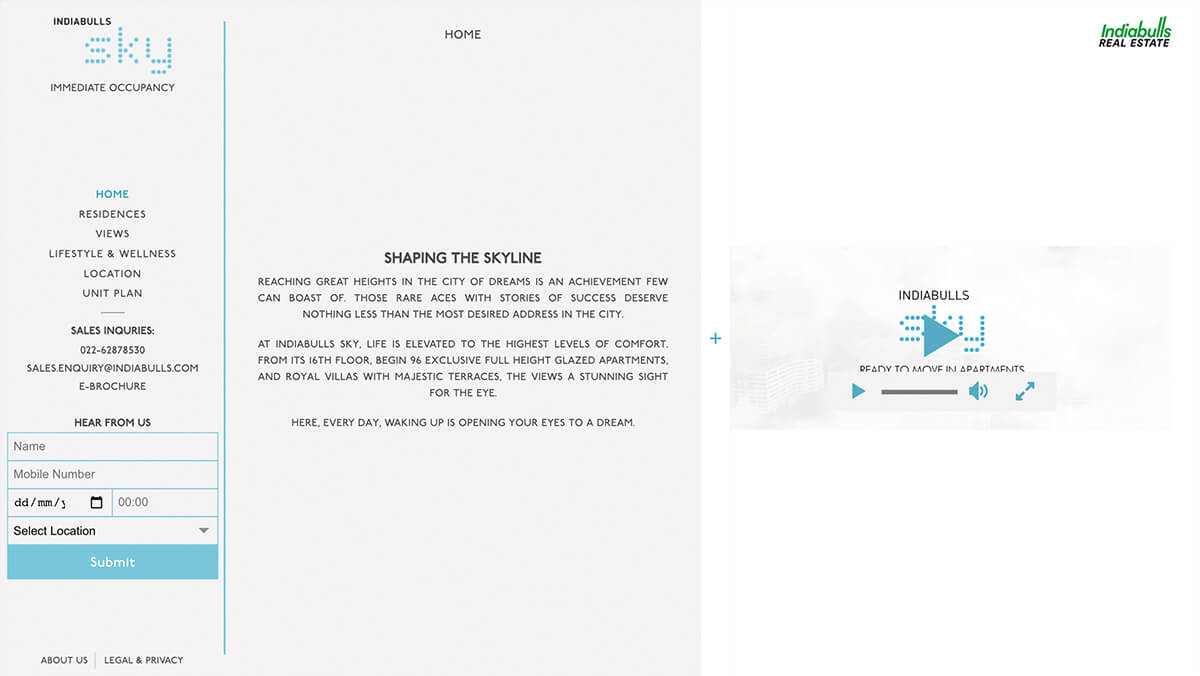 INDIABULLS
sky
IMMEDIATE OCCUPANCY
HOME
RESIDENCES
VIEWS
LIFESTYLE & WELLNESS
LOCATION
UNIT PLAN
SALES INQURIES:
022-62878530
SALES.ENQUIRY@INDIABULLS.COM
E-BROCHURE
HEAR FROM US
Name
Mobile Number
dd/mm/y
00:00
Select Location
Submit
ABOUT US
LEGAL & PRIVACY
HOME
SHAPING THE SKYLINE
REACHING GREAT HEIGHTS IN THE CITY OF DREAMS IS AN ACHIEVEMENT FEW
CAN BOAST OF. THOSE RARE ACES WITH STORIES OF SUCCESS DESERVE
NOTHING LESS THAN THE MOST DESIRED ADDRESS IN THE CITY.
AT INDIABULLS SKY, LIFE IS ELEVATED TO THE HIGHEST LEVELS OF COMFORT.
FROM ITS 16TH FLOOR, BEGIN 96 EXCLUSIVE FULL HEIGHT GLAZED APARTMENTS,
AND ROYAL VILLAS WITH MAJESTIC TERRACES, THE VIEWS A STUNNING SIGHT
FOR THE EYE.
HERE, EVERY DAY, WAKING UP IS OPENING YOUR EYES TO A DREAM.
+
Indiabulls
REAL ESTATE
INDIABULLS
sky
READY TO MOVE IN APARTMENTS